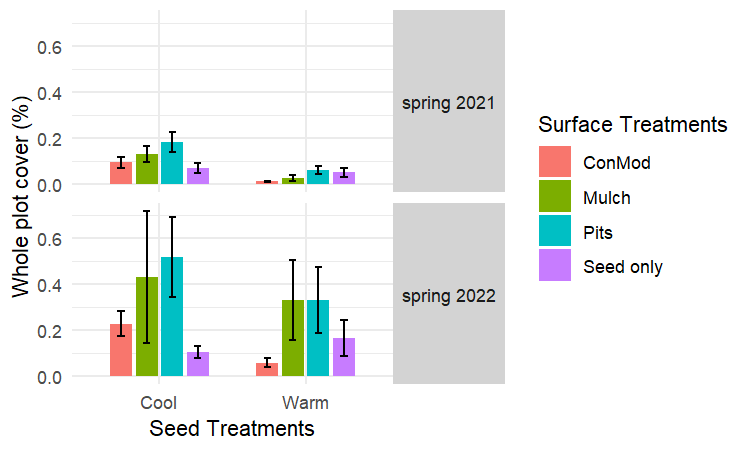 Whole plot cover (%)
0.6
0.4
0.2
0.0
spring 2021
0.6
0.4
0.2
0.0
spring 2022
Cool Warm
Seed Treatments
Surface Treatments
ConMod
Mulch
Pits
Seed only